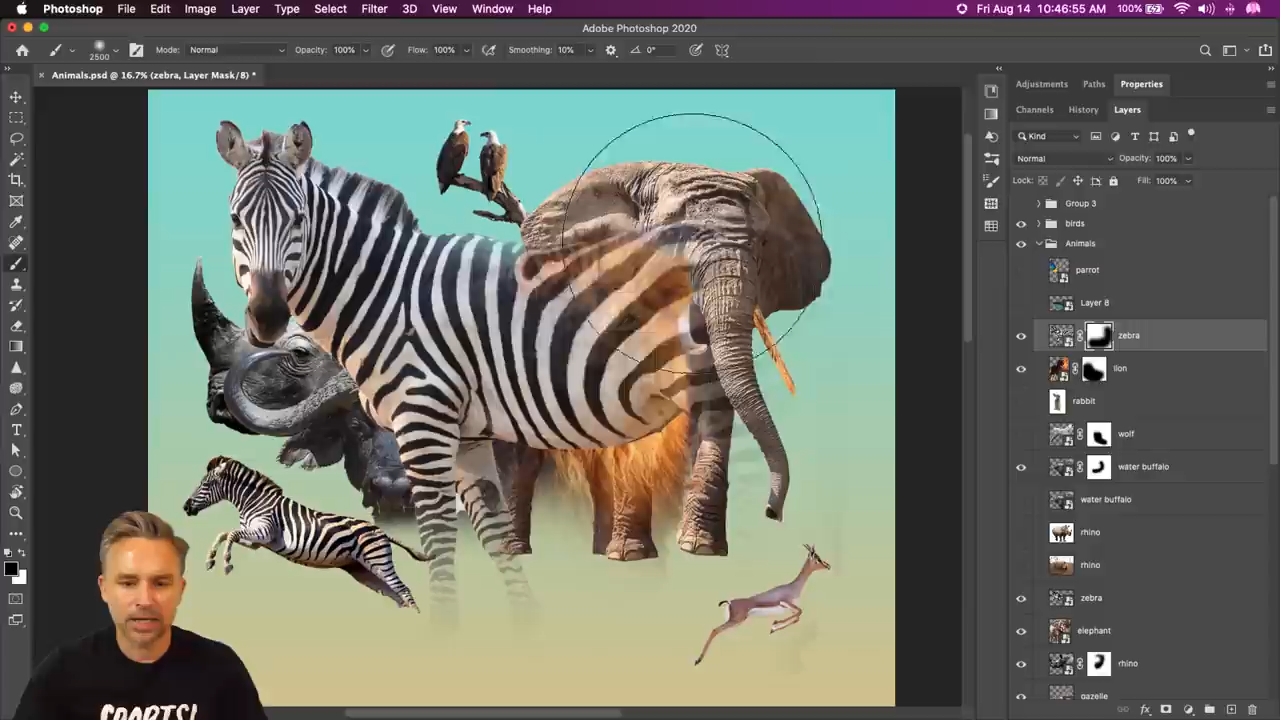 Photoshop File Edit Image Layer Type Select Filter 3D View Window Help 100% Fri Aug 14 10:46:55 AM
Adobe Photoshop 2020
2500 Mode: Normal Opacity: 100% Flow: 100% Smoothing: 10% 0°
× Animals.psd @ 16.7% (zebra, Layer Mask/8) *
Adjustments Paths Properties
Channels History Layers
Kind
Normal Opacity: 100%
Lock: Fill: 100%
Group 3
birds
Animals
parrot
Layer 8
zebra
lion
rabbit
wolf
water buffalo
water buffalo
rhino
rhino
zebra
elephant
rhino
gazelle
SPORTS!